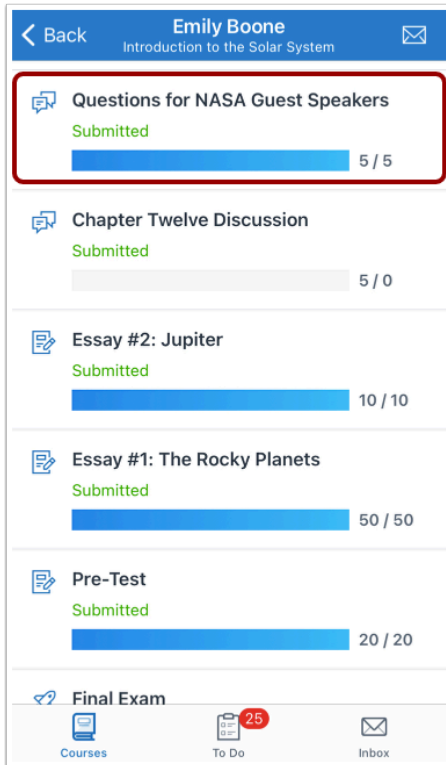 Back
Emily Boone
Introduction to the Solar System
Questions for NASA Guest Speakers
Submitted
5 / 5
Chapter Twelve Discussion
Submitted
5 / 0
Essay #2: Jupiter
Submitted
10 / 10
Essay #1: The Rocky Planets
Submitted
50 / 50
Pre-Test
Submitted
20 / 20
Final Exam
25
Courses
To Do
Inbox